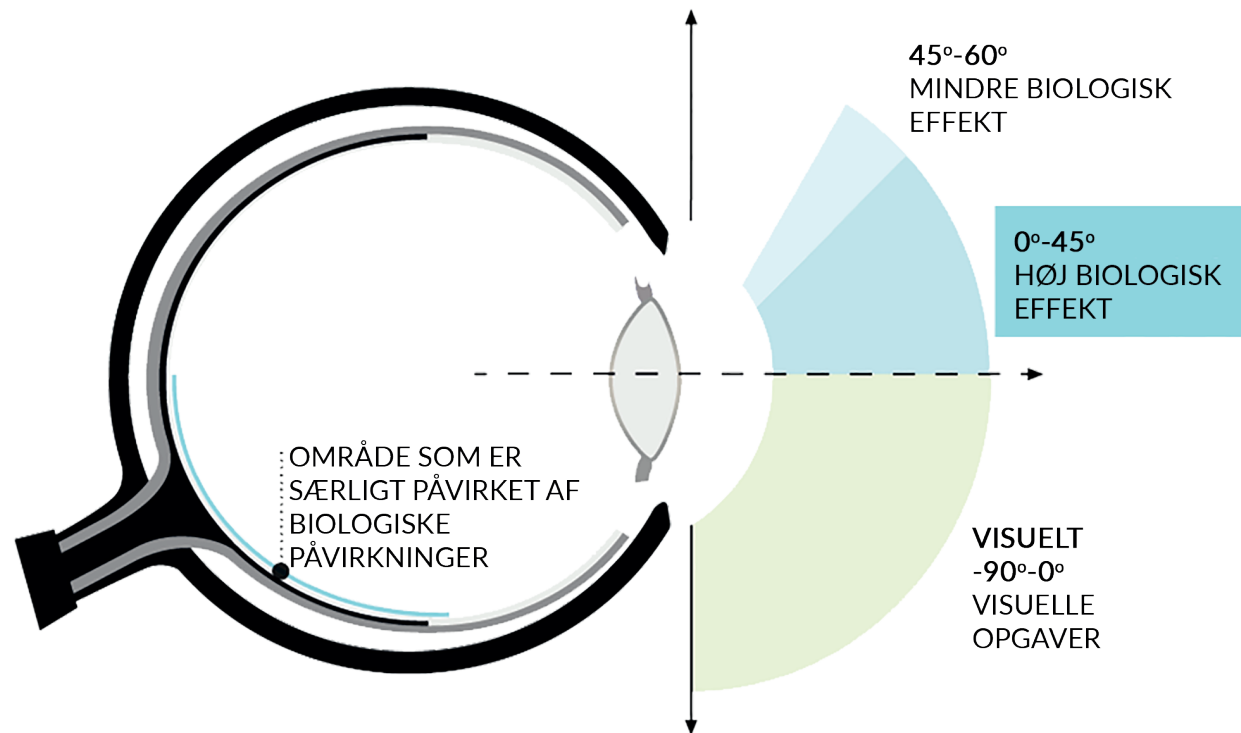 45º-60º
MINDRE BIOLOGISK
EFFEKT
0º-45º
HØJ BIOLOGISK
EFFEKT
OMRÅDE SOM ER
SÆRLIGT PÅVIRKET AF
BIOLOGISKE
PÅVIRKNINGER
VISUELT
-90º-0º
VISUELLE
OPGAVER